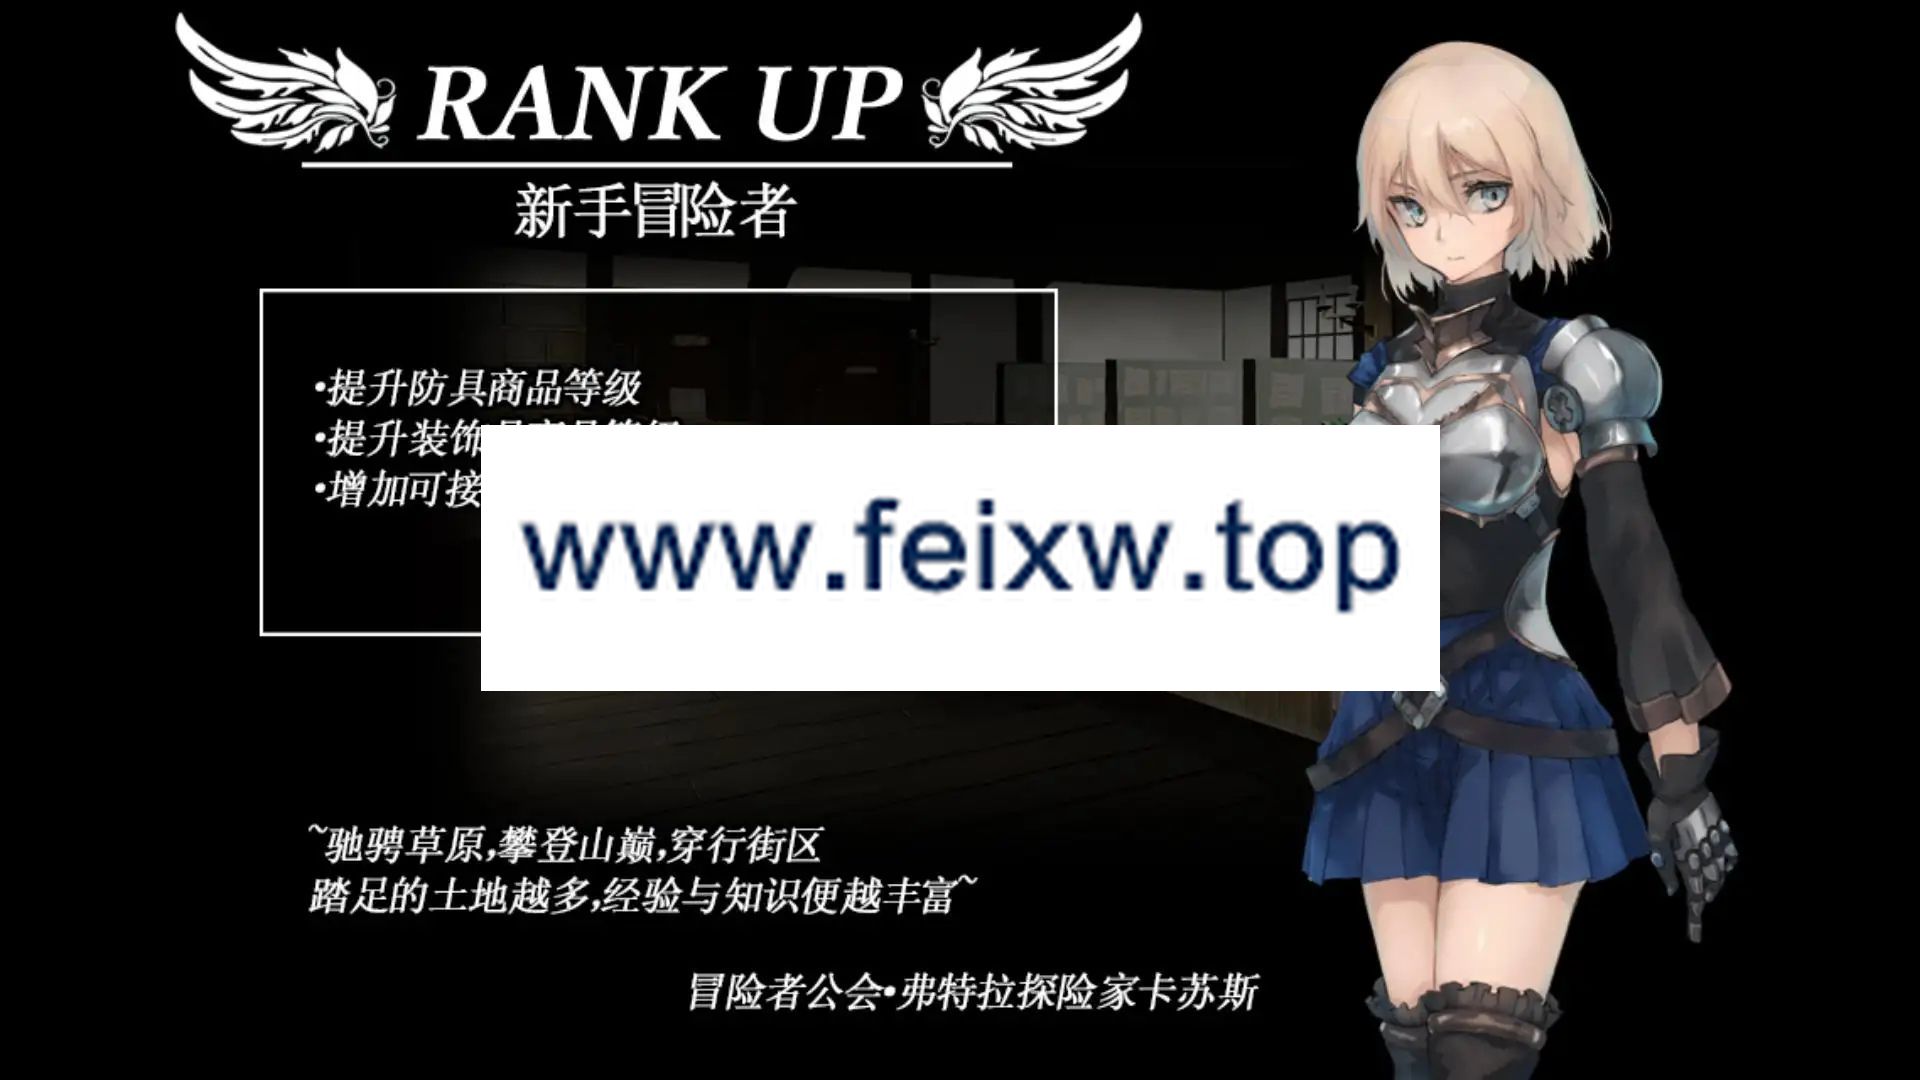 RANK UP
新手冒险者
•提升防具商品等级
•提升装饰
•增加可接
www.feixw.top
~驰骋草原,攀登山巅,穿行街区
踏足的土地越多,经验与知识便越丰富~
冒险者公会•弗特拉探险家卡苏斯